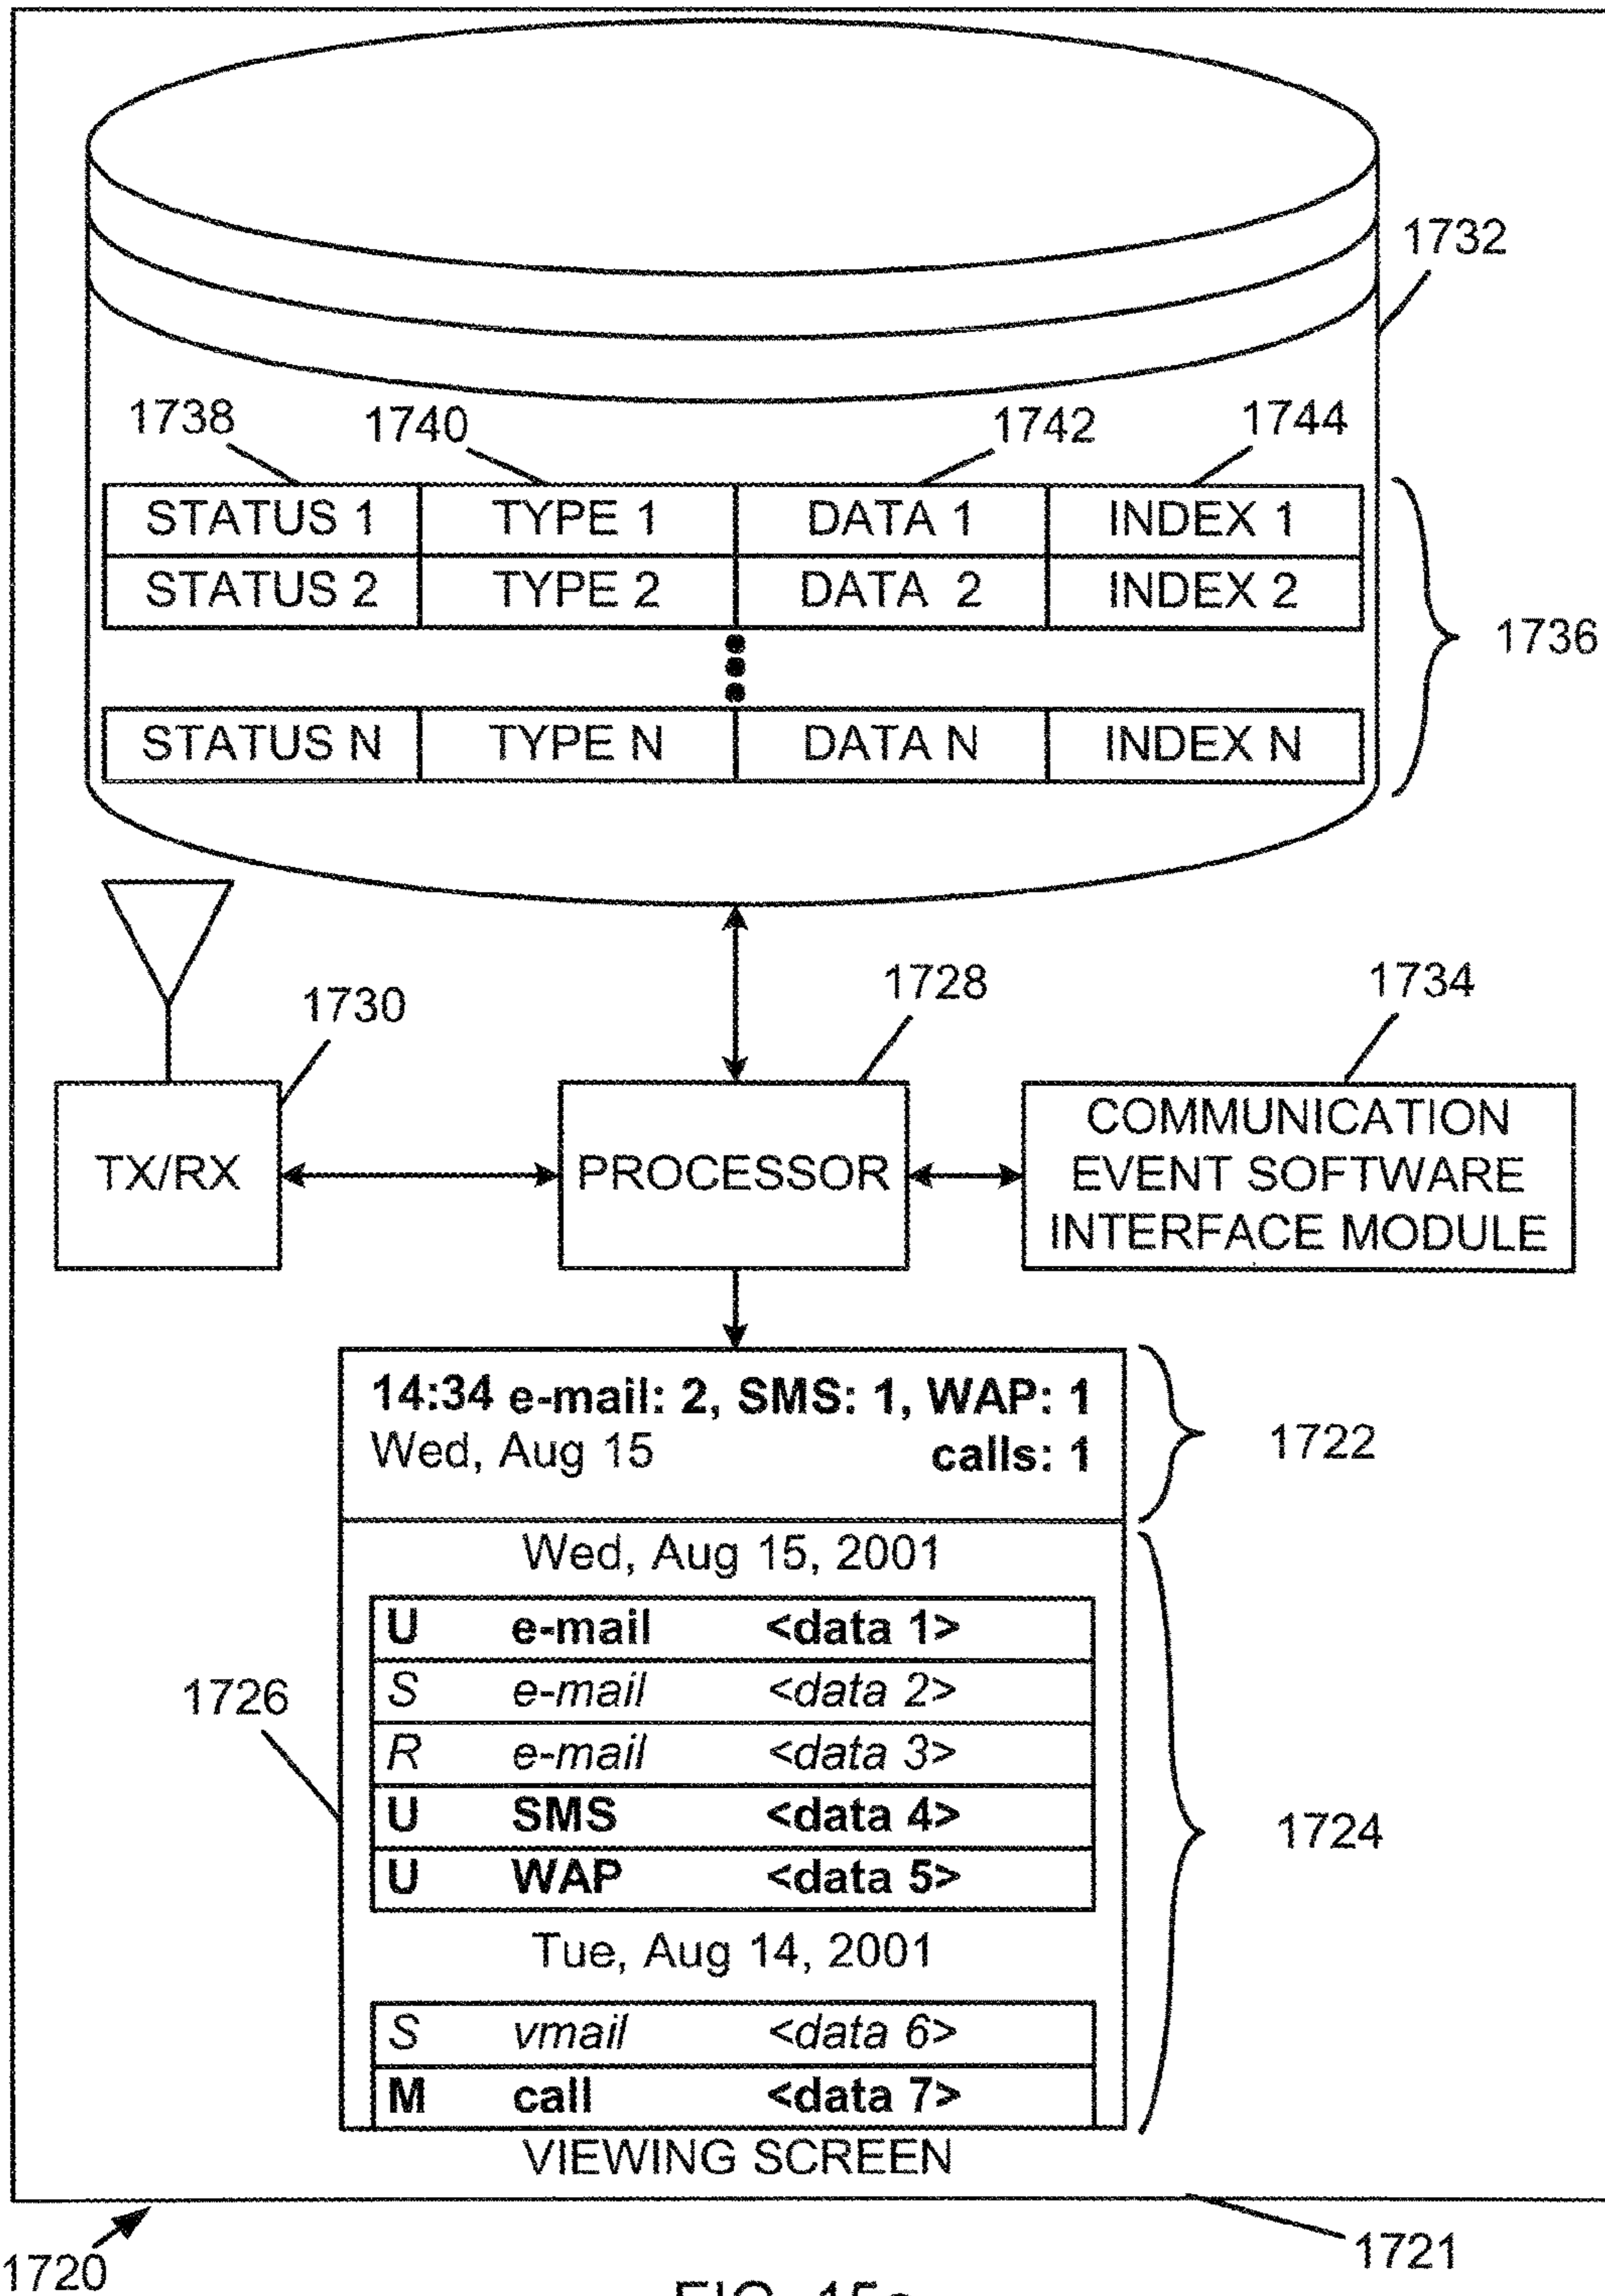 1732
1738 1740 1742 1744
STATUS 1 TYPE 1 DATA 1 INDEX 1
STATUS 2 TYPE 2 DATA 2 INDEX 2
1736
STATUS N TYPE N DATA N INDEX N
1730 1728 1734
TX/RX
PROCESSOR
COMMUNICATION
EVENT SOFTWARE
INTERFACE MODULE
14:34 e-mail: 2, SMS: 1, WAP: 1
Wed, Aug 15 calls: 1
1722
Wed, Aug 15, 2001
U e-mail <data 1>
S e-mail <data 2>
R e-mail <data 3>
U SMS <data 4>
U WAP <data 5>
1726
1724
Tue, Aug 14, 2001
S vmail <data 6>
M call <data 7>
VIEWING SCREEN
1720
1721